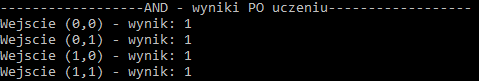 ------------------AND - wyniki PO uczeniu------------------
Wejscie (0,0) - wynik: 1
Wejscie (0,1) - wynik: 1
Wejscie (1,0) - wynik: 1
Wejscie (1,1) - wynik: 1